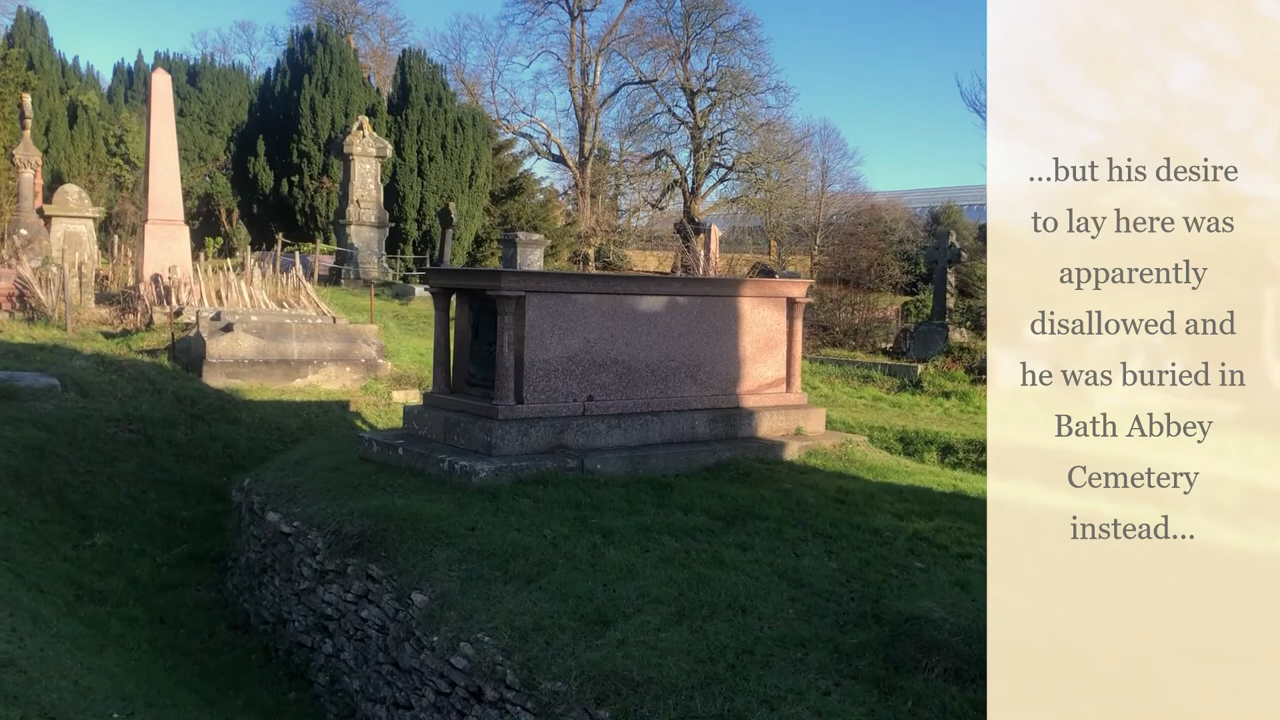 ...but his desire
to lay here was
apparently
disallowed and
he was buried in
Bath Abbey
Cemetery
instead...